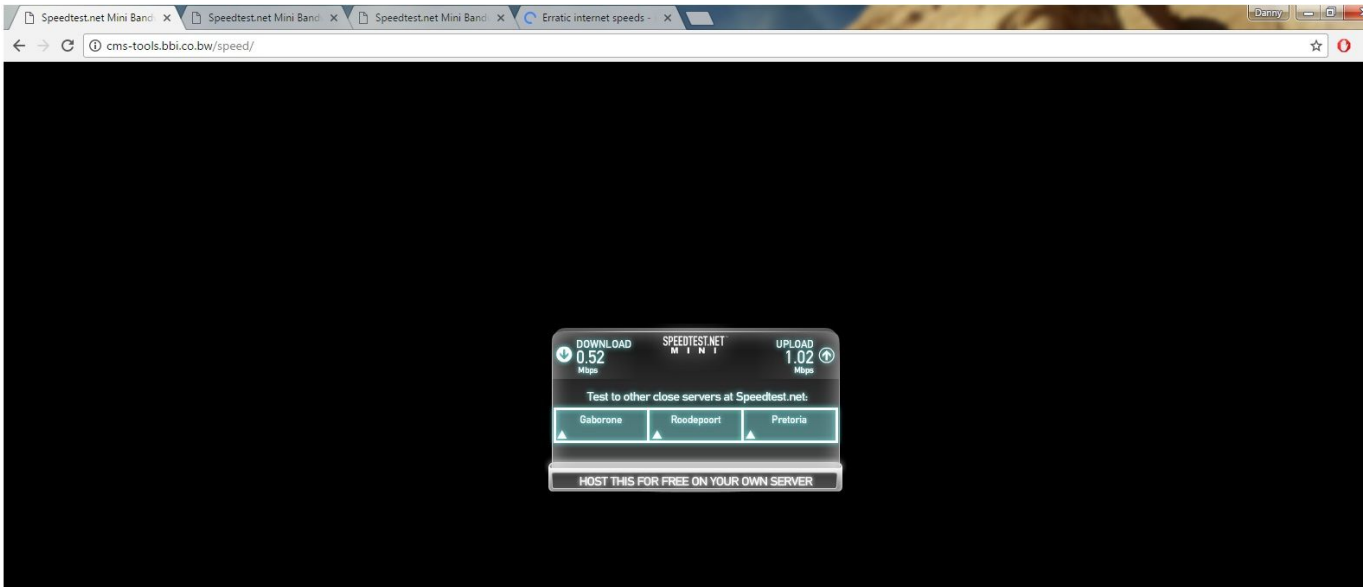 Speedtest.net Mini Band
Speedtest.net Mini Band
Speedtest.net Mini Band
Erratic internet speeds -
Danny
cms-tools.bbi.co.bw/speed/
DOWNLOAD
0.52
Mbps
SPEEDTEST.NET
MINI
UPLOAD
1.02
Mbps
Test to other close servers at Speedtest.net:
Gaborone
Roodepoort
Pretoria
HOST THIS FOR FREE ON YOUR OWN SERVER